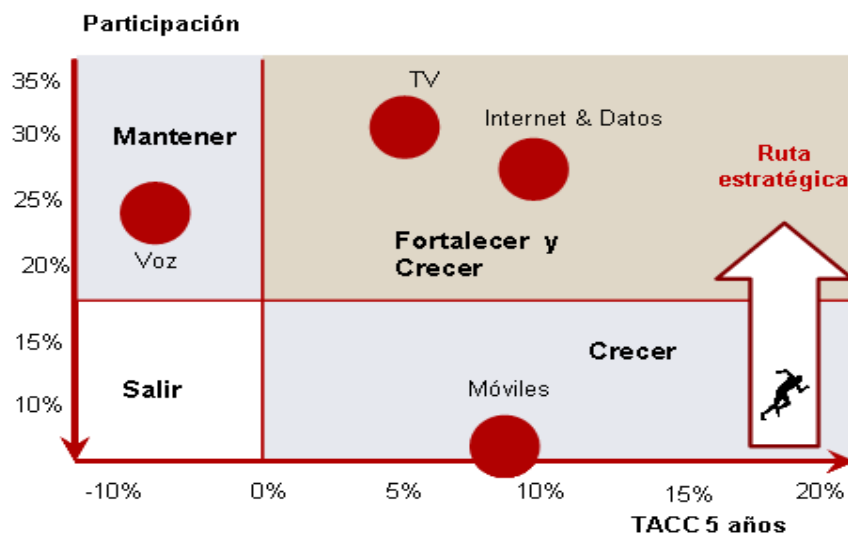 Participación
35%
TV
Internet & Datos
30%
Mantener
Ruta
estratégica
25%
Fortalecer y
Crecer
Voz
20%
15%
Crecer
Salir
Móviles
10%
-10%
0%
5%
10%
15%
20%
TACC 5 años